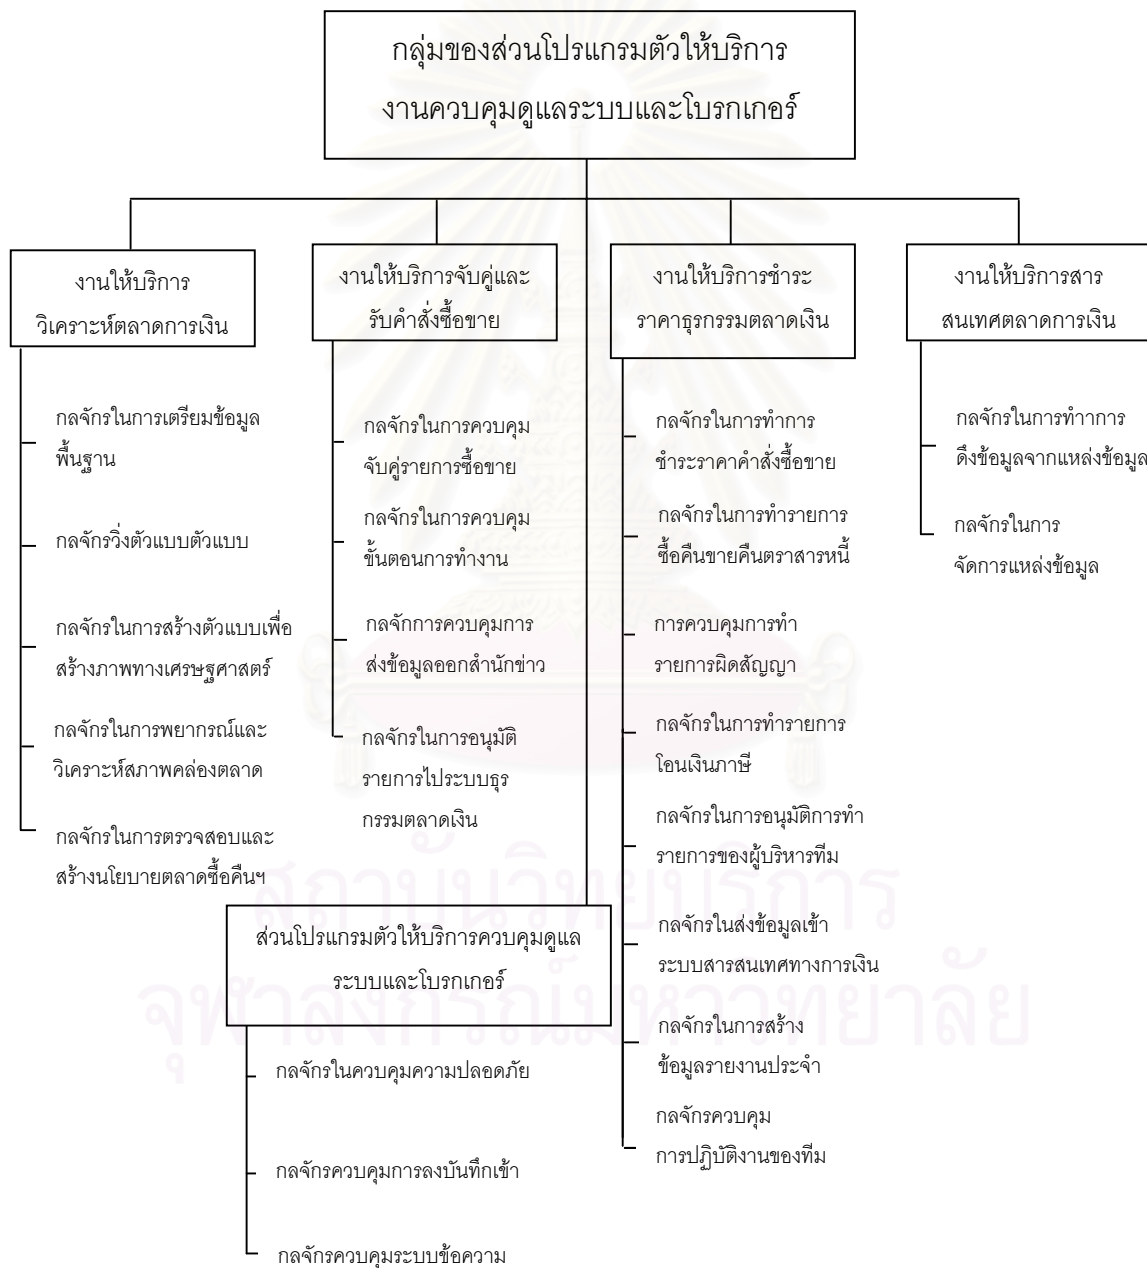 กลุ่มของส่วนโปรแกรมตัวให้บริการ
งานควบคุมดูแลระบบและโบรกเกอร์
งานให้บริการ
วิเคราะห์ตลาดการเงิน
กลจักรในการเตรียมข้อมูล
พื้นฐาน
กลจักรวิ่งตัวแบบตัวแบบ
กลจักรในการสร้างตัวแบบเพื่อ
สร้างภาพทางเศรษฐศาสตร์
กลจักรในการพยากรณ์และ
วิเคราะห์สภาพคล่องตลาด
กลจักรในการตรวจสอบและ
สร้างนโยบายตลาดซื้อคืนฯ
งานให้บริการจับคู่และ
รับคำสั่งซื้อขาย
กลจักรในการควบคุม
จับคู่รายการซื้อขาย
กลจักรในการควบคุม
ขั้นตอนการทำงาน
กลจักการควบคุมการ
ส่งข้อมูลออกสำนักข่าว
กลจักรในการอนุมัติ
รายการไประบบธุร
กรรมตลาดเงิน
งานให้บริการชำระ
ราคาธุรกรรมตลาดเงิน
กลจักรในการทำการ
ชำระราคาคำสั่งซื้อขาย
กลจักรในการทำรายการ
ซื้อคืนขายคืนตราสารหนี้
การควบคุมการทำ
รายการผิดสัญญา
กลจักรในการทำรายการ
โอนเงินภาษี
กลจักรในการอนุมัติการทำ
รายการของผู้บริหารทีม
กลจักรในส่งข้อมูลเข้า
ระบบสารสนเทศทางการเงิน
กลจักรในการสร้าง
ข้อมูลรายงานประจำ
กลจักรควบคุม
การปฏิบัติงานของทีม
งานให้บริการสาร
สนเทศตลาดการเงิน
กลจักรในการทำาการ
ดึงข้อมูลจากแหล่งข้อมูล
กลจักรในการ
จัดการแหล่งข้อมูล
ส่วนโปรแกรมตัวให้บริการควบคุมดูแล
ระบบและโบรกเกอร์
กลจักรในควบคุมความปลอดภัย
กลจักรควบคุมการลงบันทึกเข้า
กลจักรควบคุมระบบข้อความ
สถาบันวิทยบริการ
จุฬาลงกรณ์มหาวิทยาลัย